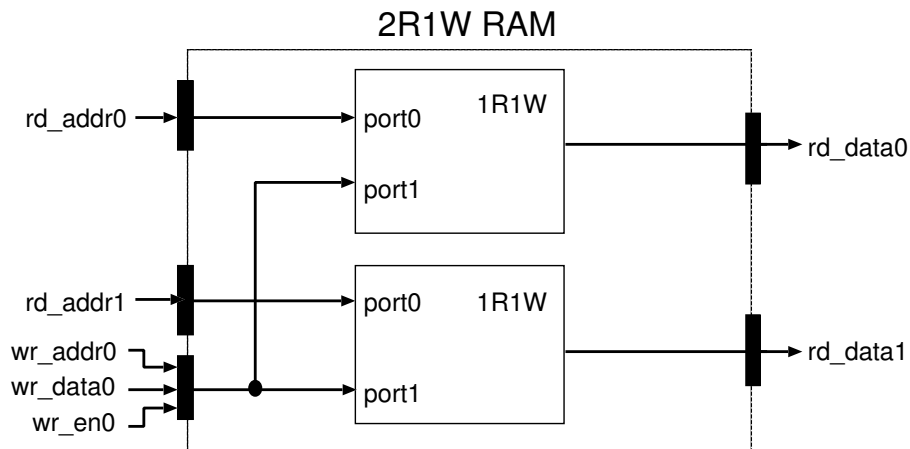 2R1W RAM
rd_addr0
port0
1R1W
port1
rd_data0
rd_addr1
port0
1R1W
wr_addr0
wr_data0
wr_en0
port1
rd_data1